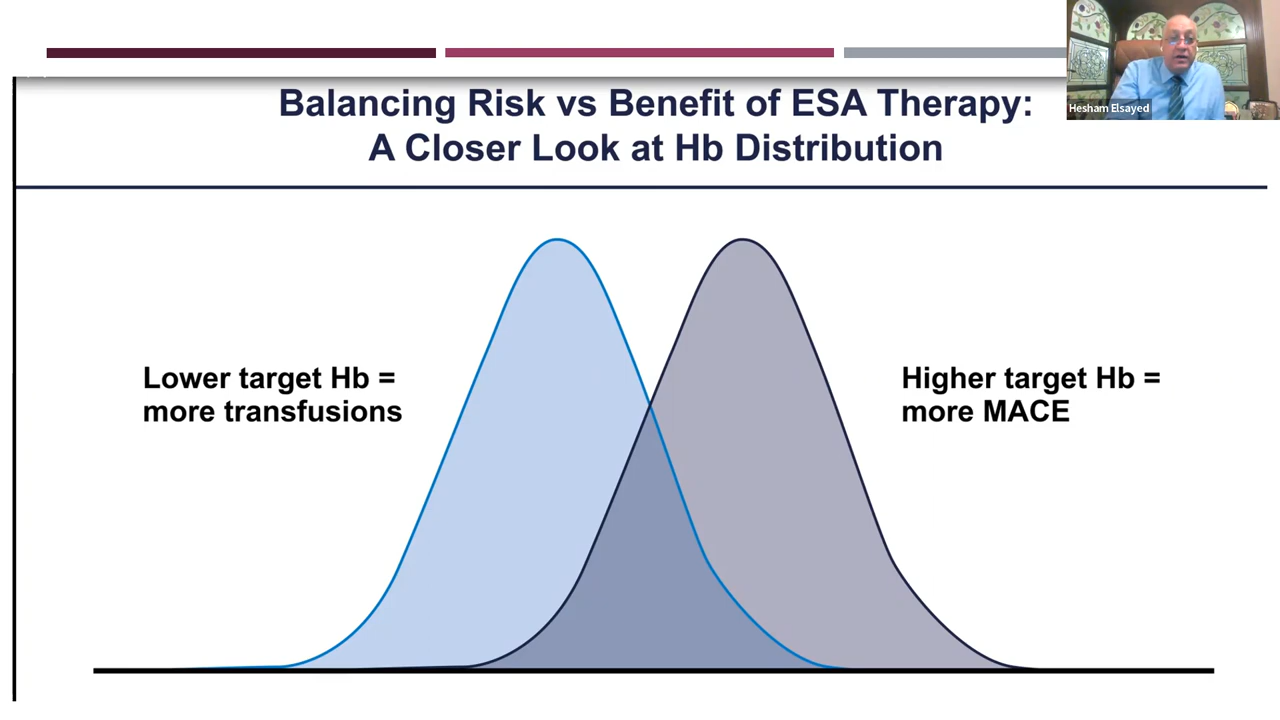 Balancing Risk vs Benefit of ESA Therapy:
A Closer Look at Hb Distribution
Hesham Elsayed
Lower target Hb =
more transfusions
Higher target Hb =
more MACE